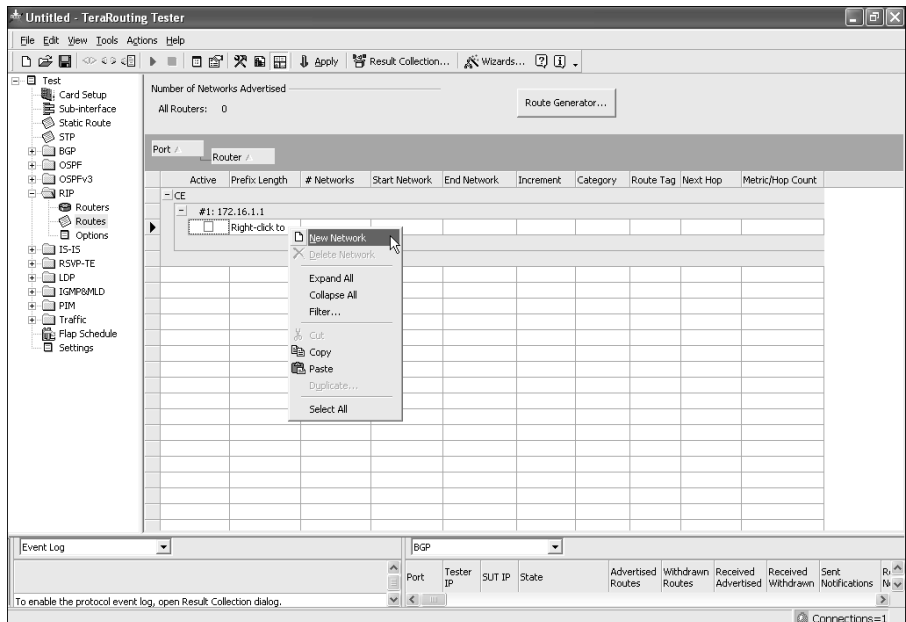 Untitled - TeraRouting Tester
File Edit View Tools Actions Help
Apply Result Collection... Wizards...
Test
Card Setup
Sub-interface
Static Route
STP
BGP
OSPF
OSPFv3
RIP
Routers
Routes
Options
IS-IS
RSVP-TE
LDP
IGMP&MLD
PIM
Traffic
Flap Schedule
Settings
Number of Networks Advertised
All Routers: 0
Route Generator...
Port
Router
Active Prefix Length # Networks Start Network End Network Increment Category Route Tag Next Hop Metric/Hop Count
CE
#1: 172.16.1.1
Right-click to
New Network
Delete Network
Expand All
Collapse All
Filter...
Cut
Copy
Paste
Duplicate...
Select All
Event Log
To enable the protocol event log, open Result Collection dialog.
BGP
Port Tester IP SUT IP State Advertised Routes Withdrawn Routes Received Advertised Received Withdrawn Sent Notifications
Connections=1